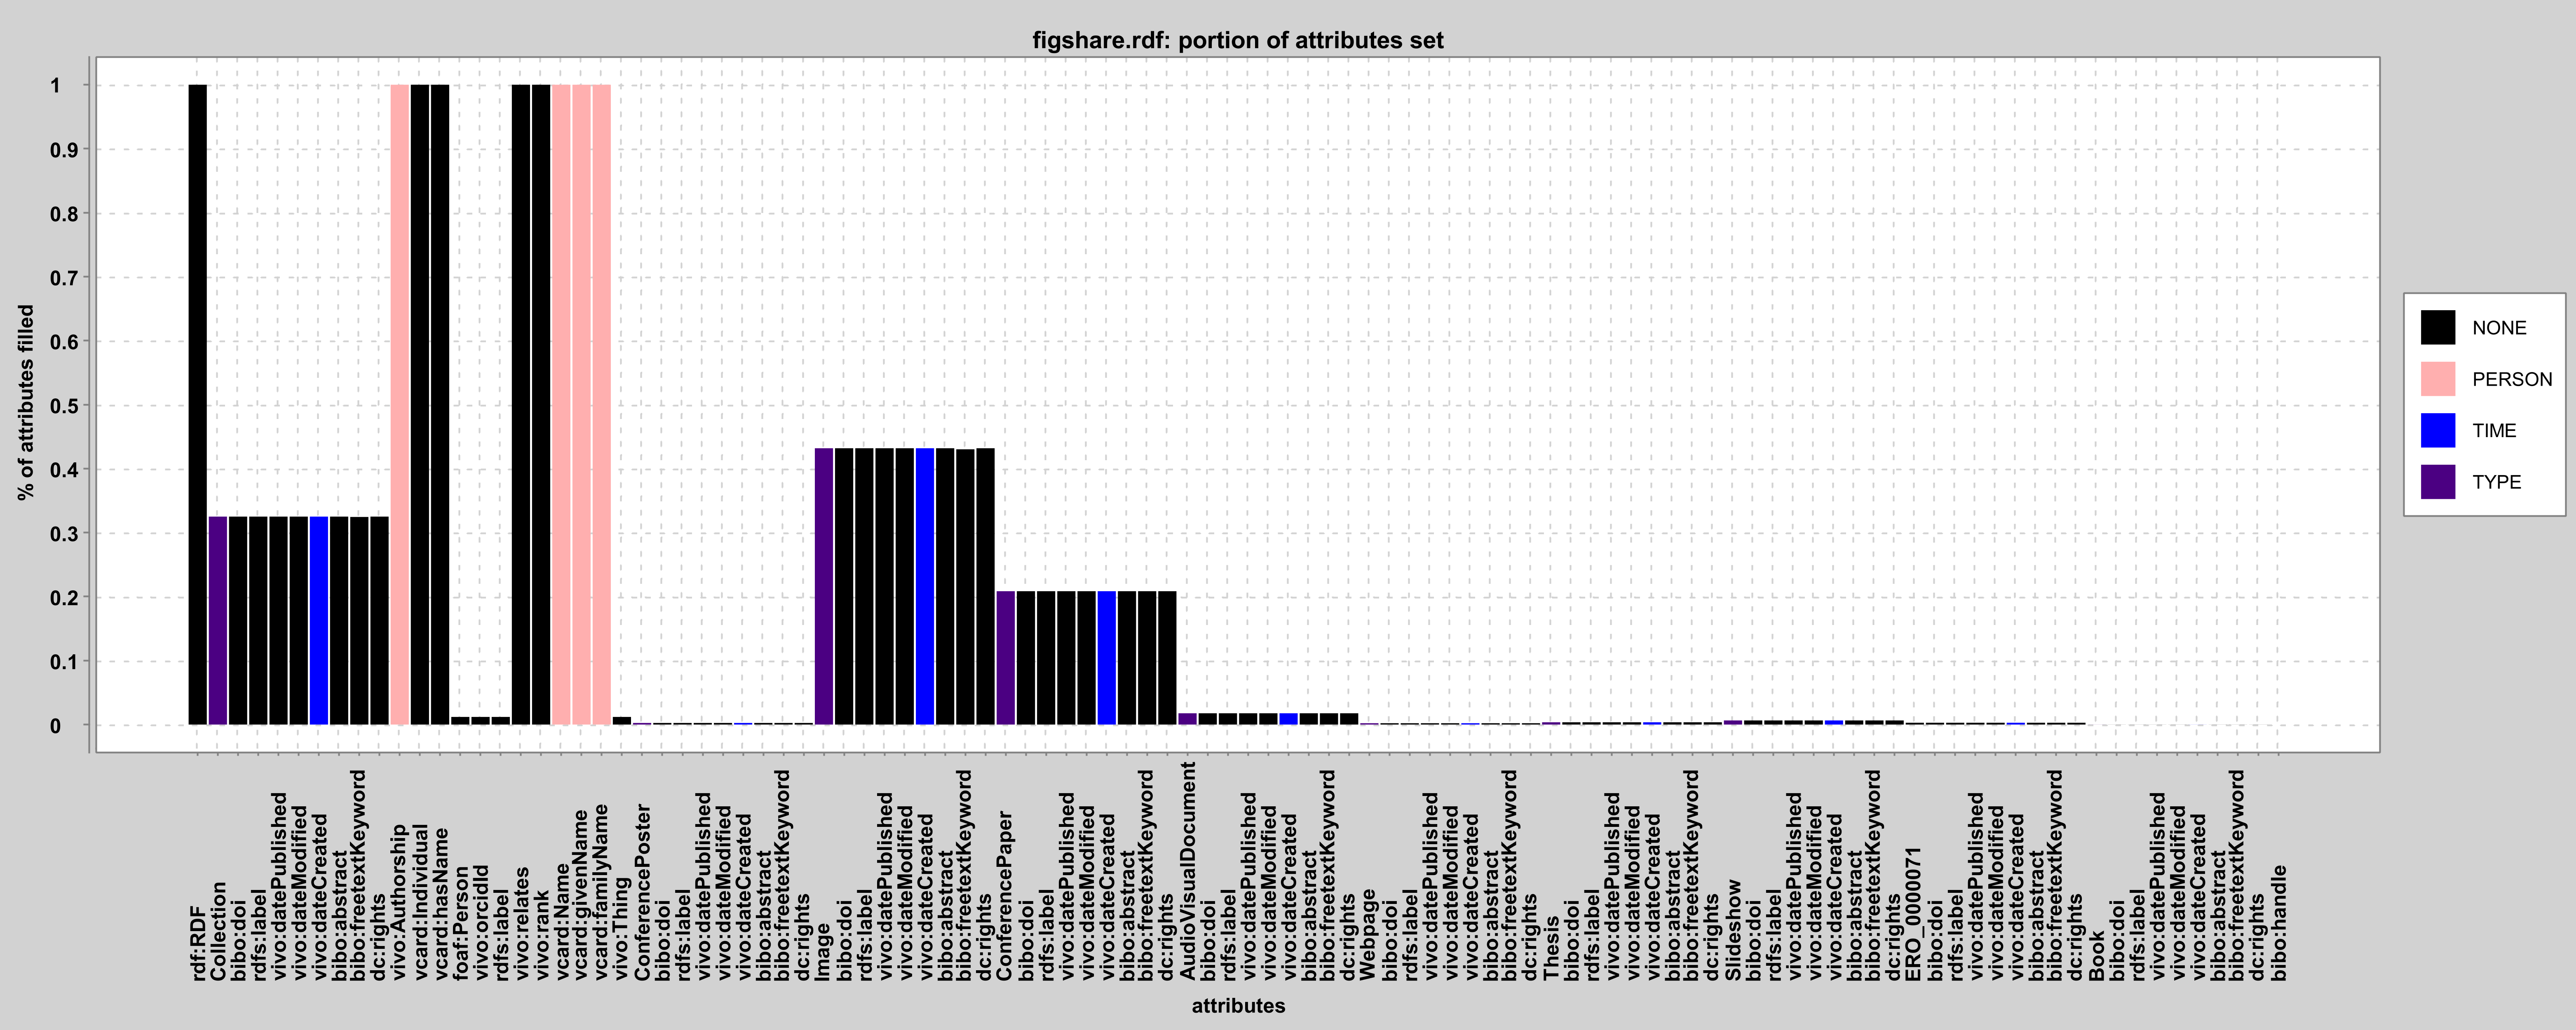 figshare.rdf: portion of attributes set
% of attributes filled
1
0.9
0.8
0.7
0.6
0.5
0.4
0.3
0.2
0.1
0
NONE
PERSON
TIME
TYPE
rdf:RDF
Collection
bibo:doi
rdfs:label
vivo:datePublished
vivo:dateModified
vivo:dateCreated
bibo:abstract
bibo:freetextKeyword
dc:rights
vivo:Authorship
vcard:Individual
vcard:hasName
foaf:Person
vivo:orcidId
rdfs:label
vivo:relates
vivo:rank
vcard:Name
vcard:givenName
vcard:familyName
vivo:Thing
ConferencePoster
bibo:doi
rdfs:label
vivo:datePublished
vivo:dateModified
vivo:dateCreated
bibo:abstract
bibo:freetextKeyword
dc:rights
Image
bibo:doi
rdfs:label
vivo:datePublished
vivo:dateModified
vivo:dateCreated
bibo:abstract
bibo:freetextKeyword
dc:rights
ConferencePaper
bibo:doi
rdfs:label
vivo:datePublished
vivo:dateModified
vivo:dateCreated
bibo:abstract
bibo:freetextKeyword
dc:rights
AudioVisualDocument
bibo:doi
rdfs:label
vivo:datePublished
vivo:dateModified
vivo:dateCreated
bibo:abstract
bibo:freetextKeyword
dc:rights
Webpage
bibo:doi
rdfs:label
vivo:datePublished
vivo:dateModified
vivo:dateCreated
bibo:abstract
bibo:freetextKeyword
dc:rights
Thesis
bibo:doi
rdfs:label
vivo:datePublished
vivo:dateModified
vivo:dateCreated
bibo:abstract
bibo:freetextKeyword
dc:rights
Slideshow
bibo:doi
rdfs:label
vivo:datePublished
vivo:dateModified
vivo:dateCreated
bibo:abstract
bibo:freetextKeyword
dc:rights
ERO_0000071
bibo:doi
rdfs:label
vivo:datePublished
vivo:dateModified
vivo:dateCreated
bibo:abstract
bibo:freetextKeyword
dc:rights
Book
bibo:doi
rdfs:label
vivo:datePublished
vivo:dateModified
vivo:dateCreated
bibo:abstract
bibo:freetextKeyword
dc:rights
bibo:handle
attributes